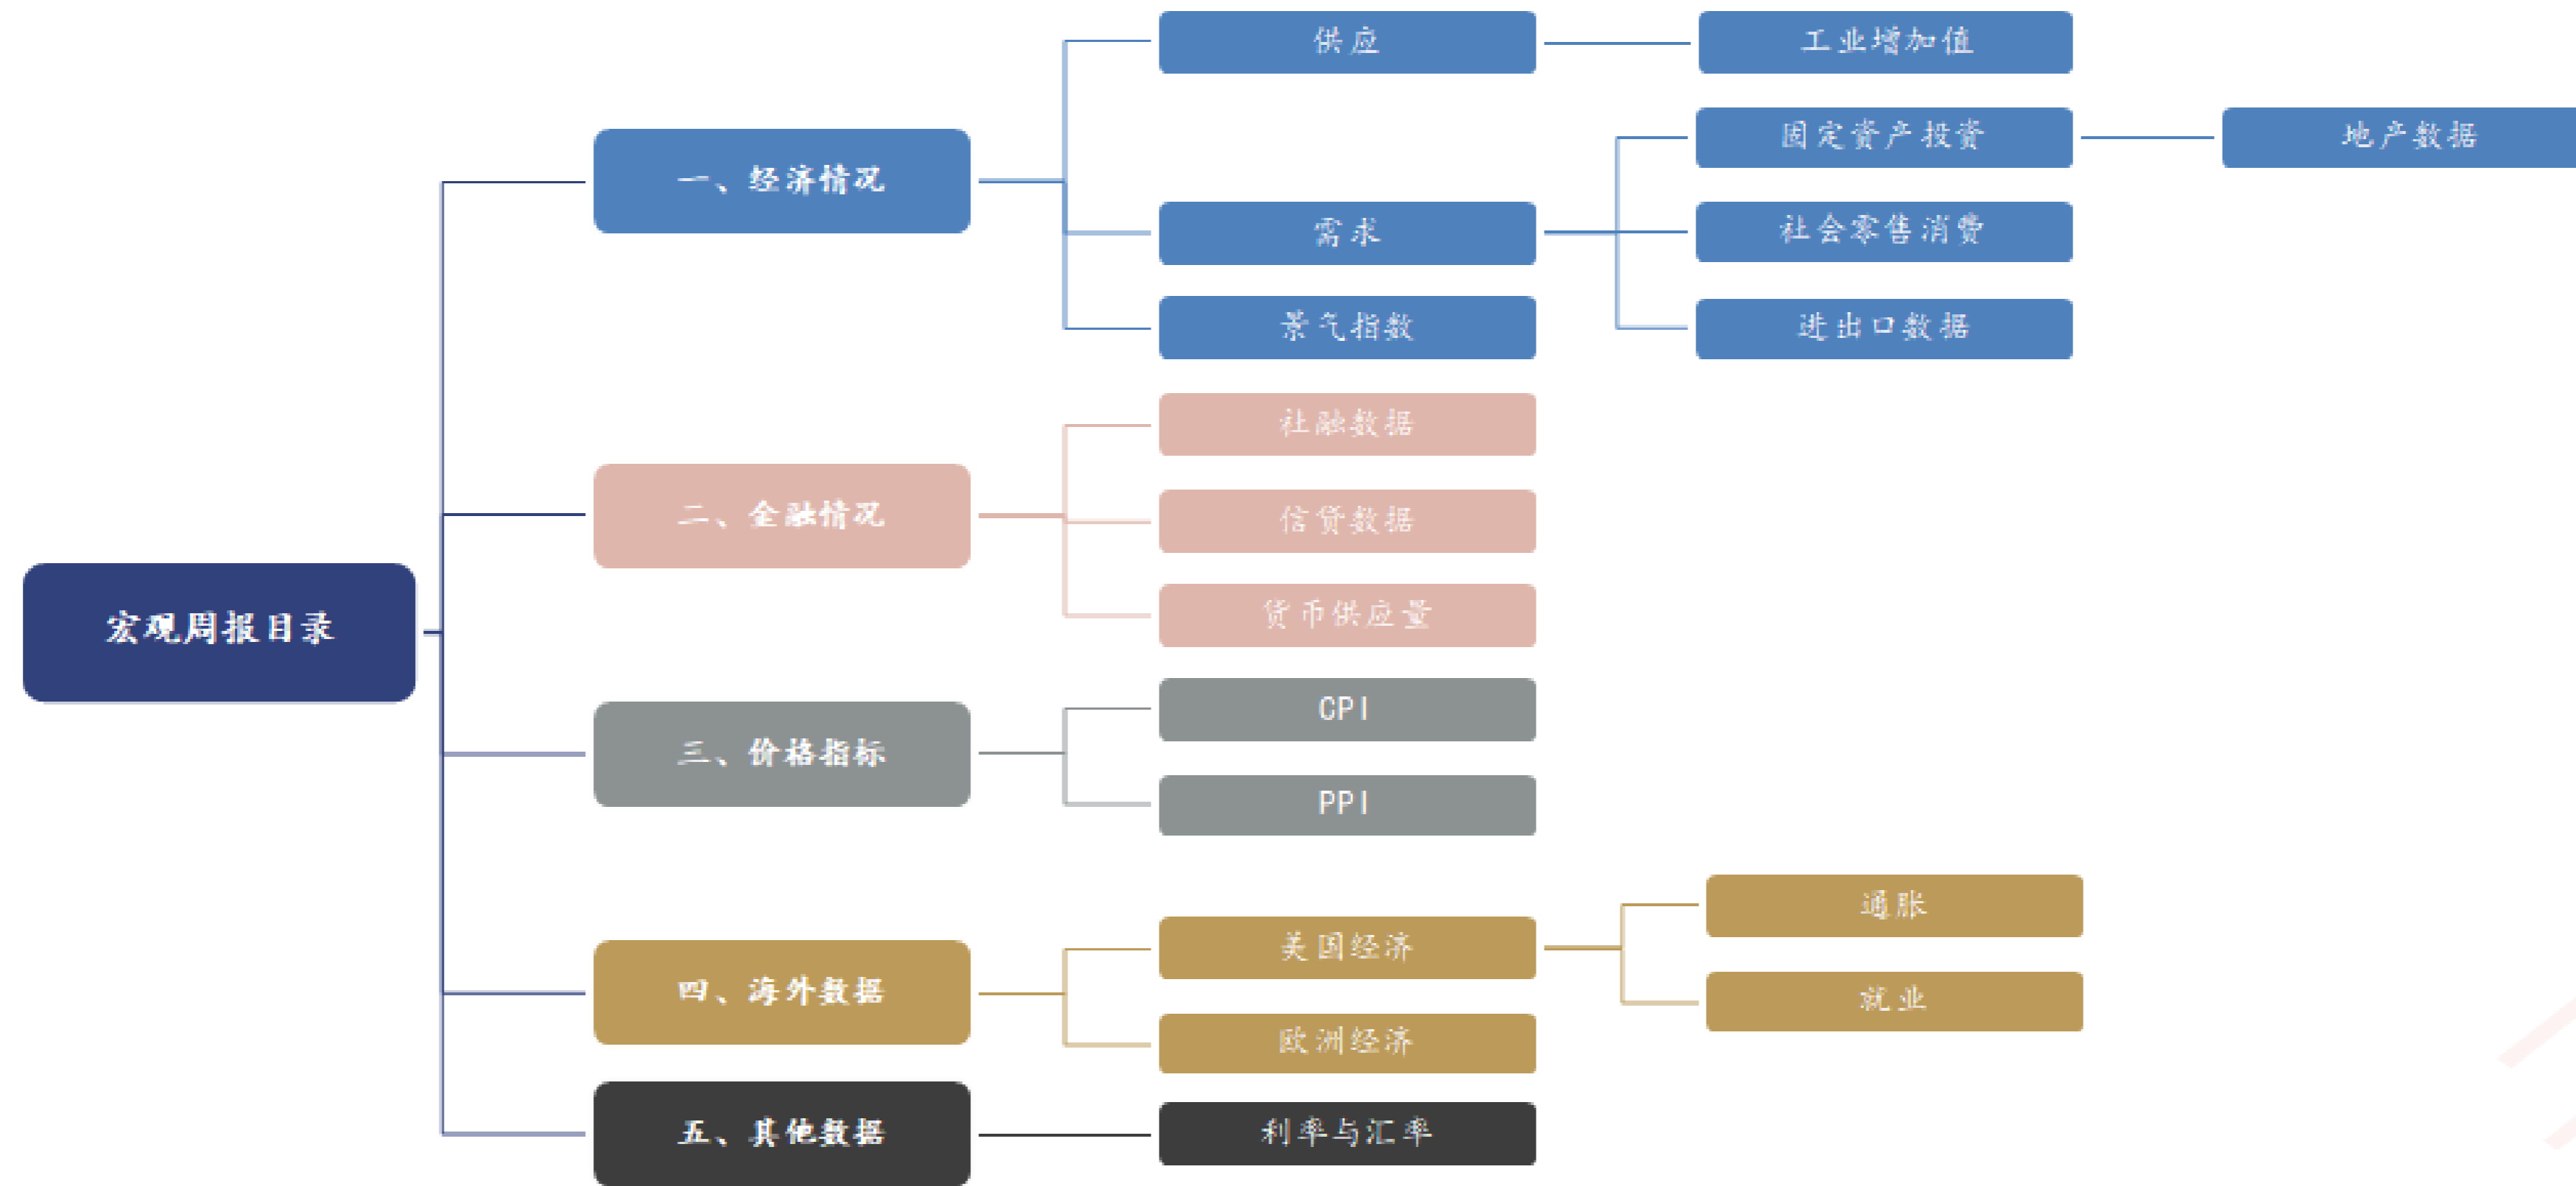 宏观周报目录
一、经济情况
供应
工业增加值
需求
固定资产投资
地产数据
社会零售消费
进出口数据
景气指数
二、金融情况
社融数据
信贷数据
货币供应量
三、价格指标
CPI
PPI
四、海外数据
美国经济
通胀
就业
欧洲经济
五、其他数据
利率与汇率